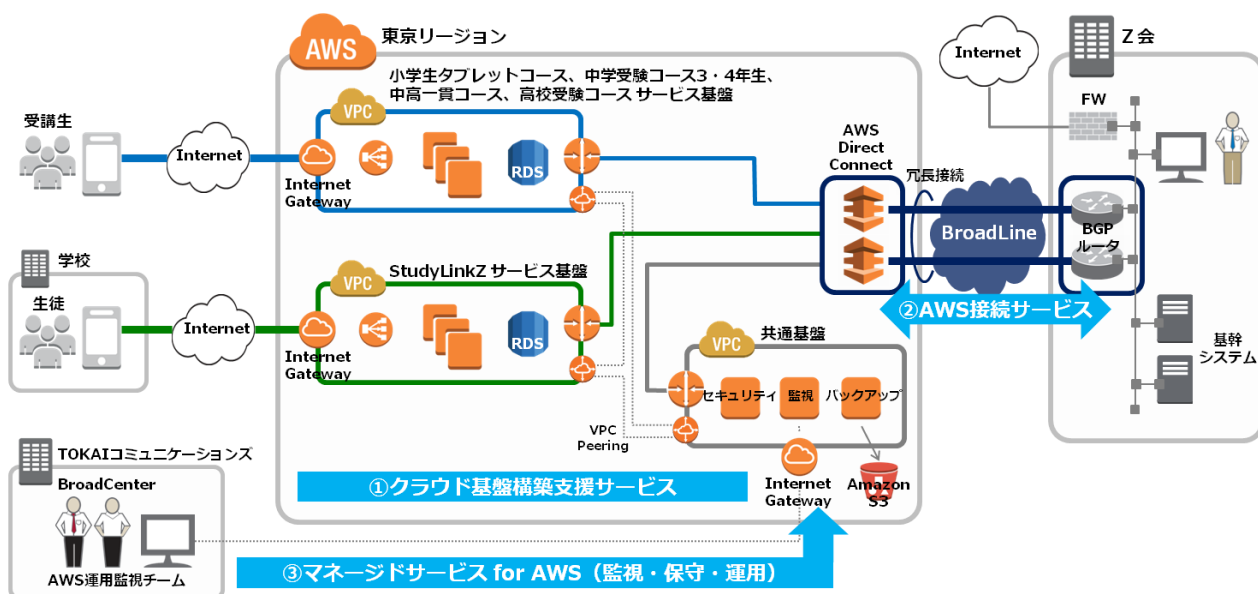 AWS
東京リージョン
小学生タブレットコース、中学受験コース3・4年生、
中高一貫コース、高校受験コース サービス基盤
受講生
Internet
VPC
Internet
Gateway
RDS
AWS
Direct
Connect
冗長接続
BroadLine
BGP
ルータ
Internet
Z会
FW
基幹
システム
学校
生徒
Internet
VPC
StudyLinkZ サービス基盤
Internet
Gateway
RDS
②AWS接続サービス
VPC
共通基盤
セキュリティ
監視
バックアップ
VPC
Peering
Internet
Gateway
Amazon
S3
①クラウド基盤構築支援サービス
TOKAIコミュニケーションズ
BroadCenter
AWS運用監視チーム
③マネージドサービス for AWS（監視・保守・運用）